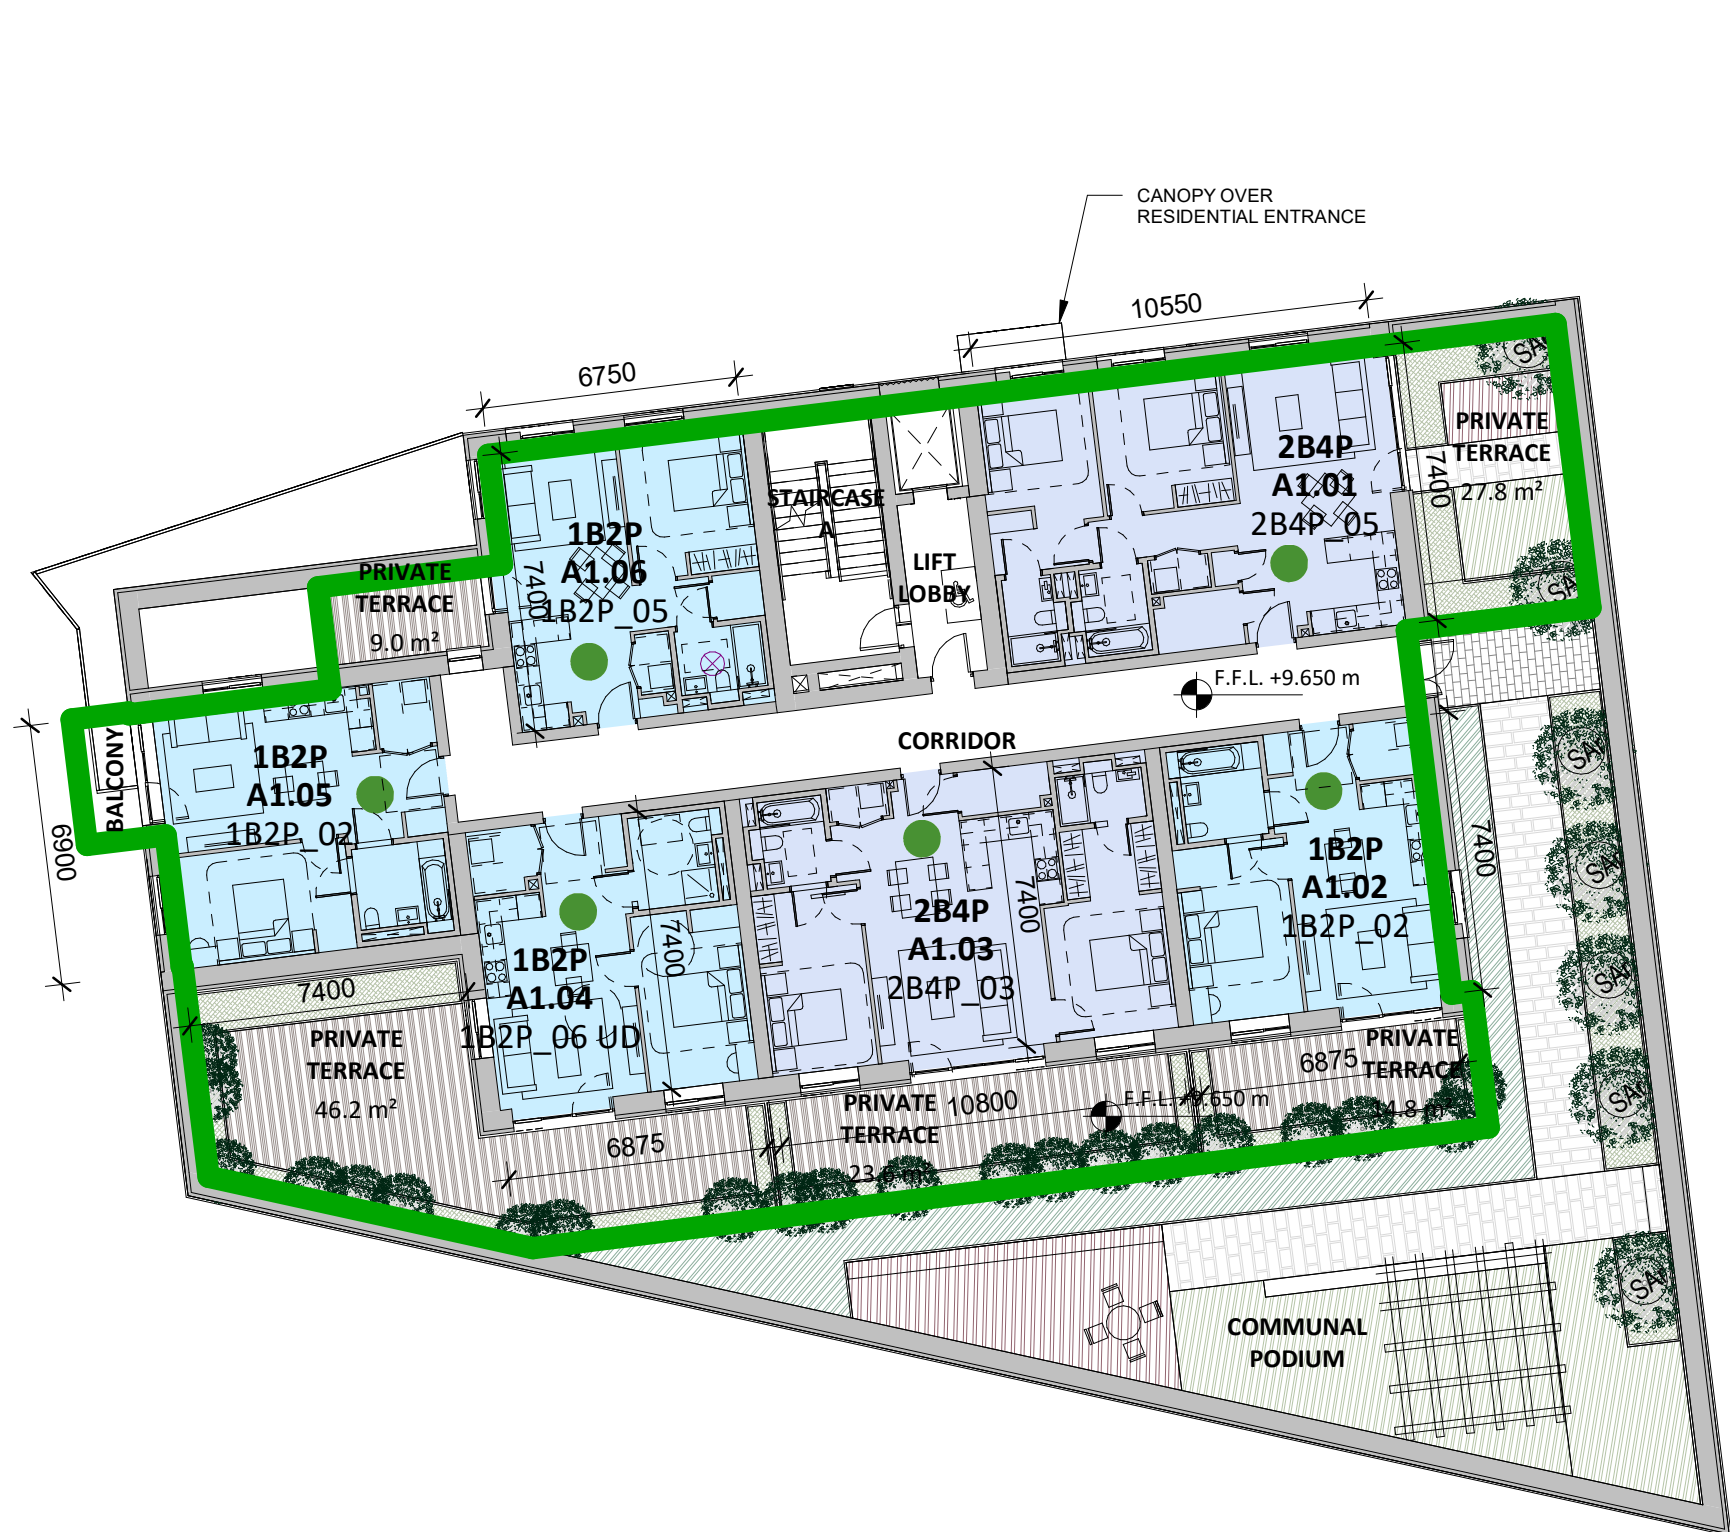 CANOPY OVER
RESIDENTIAL ENTRANCE
10550
6750
PRIVATE
TERRACE
27.8 m²
7400
2B4P
A1.01
2B4P_05
STAIRCASE
A
LIFT
LOBBY
1B2P
A1.06
1B2P_05
7400
PRIVATE
TERRACE
9.0 m²
F.F.L. +9.650 m
CORRIDOR
BALCONY
1B2P
A1.05
1B2P_02
6900
1B2P
A1.02
1B2P_02
7400
2B4P
A1.03
2B4P_03
7400
1B2P
A1.04
1B2P_06 UD
7400
7400
PRIVATE
TERRACE
46.2 m²
PRIVATE
TERRACE
6875
PRIVATE
TERRACE
10800
F.F.L. +9.650 m
6875
COMMUNAL
PODIUM